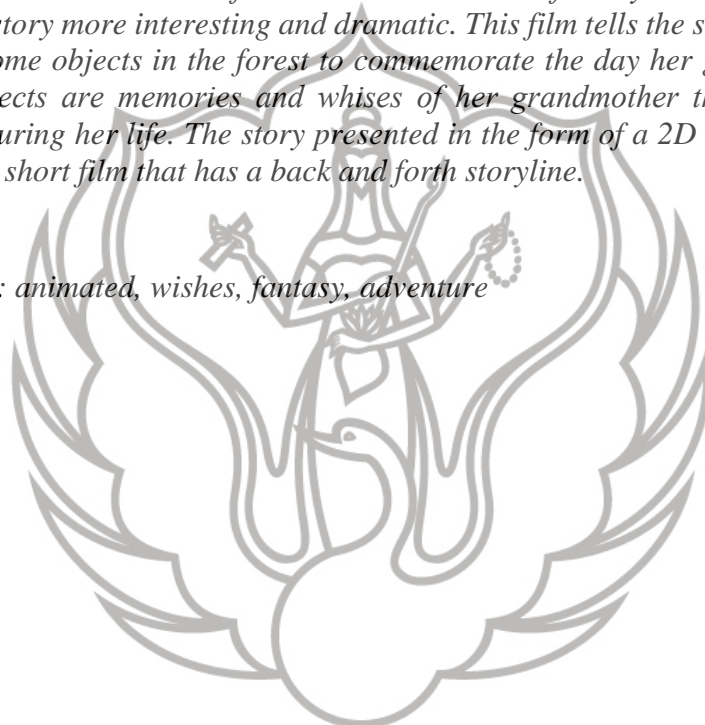 story more interesting and dramatic. This film tells the s
ome objects in the forest to commemorate the day her
ects are memories and whises of her grandmother th
uring her life. The story presented in the form of a 2D
short film that has a back and forth storyline.
: animated, wishes, fantasy, adventure